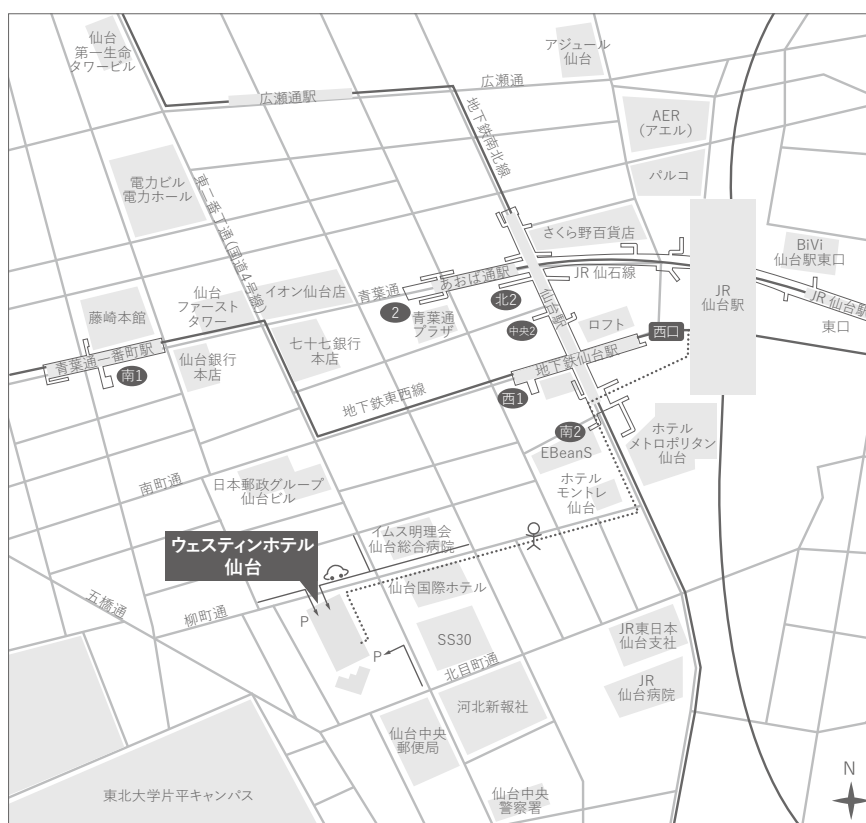 仙台
第一生命
タワービル
アジュール
仙台
広瀬通駅
広瀬通
地下鉄南北線
AER
(アエル)
パルコ
電力ビル
電力ホール
東二番丁通(国道4号線)
さくら野百貨店
BiVi
仙台駅東口
JR 仙石線
あおば通駅
青葉通
イオン仙台店
仙台
ファースト
タワー
藤崎本館
2
北2
中央2
仙台駅
JR
仙台駅
JR 仙台駅
東口
青葉通
プラザ
ロフト
西口
七十七銀行
本店
仙台銀行
本店
青葉通一番町駅
南1
地下鉄仙台駅
西1
地下鉄東西線
南2
EBeanS
ホテル
メトロポリタン
仙台
南町通
日本郵政グループ
仙台ビル
ホテル
モントレ
仙台
イムス明理会
仙台総合病院
ウェスティンホテル
仙台
仙台国際ホテル
五橋通
柳町通
P
P
SS30
北目町通
JR東日本
仙台支社
JR
仙台病院
河北新報社
仙台中央
郵便局
仙台中央
警察署
東北大学片平キャンパス
N